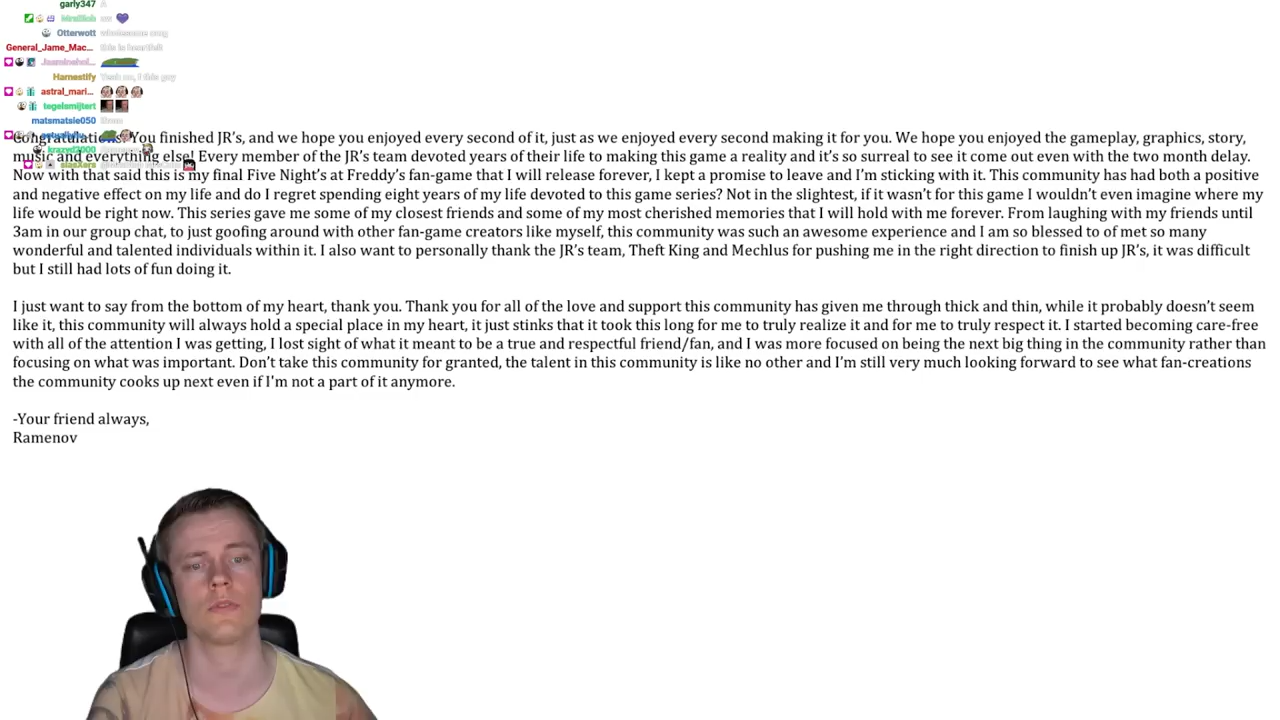 garly347 A
Otterwott wholesome omg
General_Jame_Mac... this is heartfelt
Jasminehol...
Harnestify Yeah no, I this guy
astral_mari...
tegelsmijtert
matsmatsie050
krazyd2000
Congratulations! You finished JR's, and we hope you enjoyed every second of it, just as we enjoyed every second making it for you. We hope you enjoyed the gameplay, graphics, story,
music and everything else! Every member of the JR's team devoted years of their life to making this game a reality and it's so surreal to see it come out even with the two month delay.
Now with that said this is my final Five Night's at Freddy's fan-game that I will release forever, I kept a promise to leave and I'm sticking with it. This community has had both a positive
and negative effect on my life and do I regret spending eight years of my life devoted to this game series? Not in the slightest, if it wasn't for this game I wouldn't even imagine where my
life would be right now. This series gave me some of my closest friends and some of my most cherished memories that I will hold with me forever. From laughing with my friends until
3am in our group chat, to just goofing around with other fan-game creators like myself, this community was such an awesome experience and I am so blessed to of met so many
wonderful and talented individuals within it. I also want to personally thank the JR's team, Theft King and Mechlus for pushing me in the right direction to finish up JR's, it was difficult
but I still had lots of fun doing it.
I just want to say from the bottom of my heart, thank you. Thank you for all of the love and support this community has given me through thick and thin, while it probably doesn't seem
like it, this community will always hold a special place in my heart, it just stinks that it took this long for me to truly realize it and for me to truly respect it. I started becoming care-free
with all of the attention I was getting, I lost sight of what it meant to be a true and respectful friend/fan, and I was more focused on being the next big thing in the community rather than
focusing on what was important. Don't take this community for granted, the talent in this community is like no other and I'm still very much looking forward to see what fan-creations
the community cooks up next even if I'm not a part of it anymore.
-Your friend always,
Ramenov